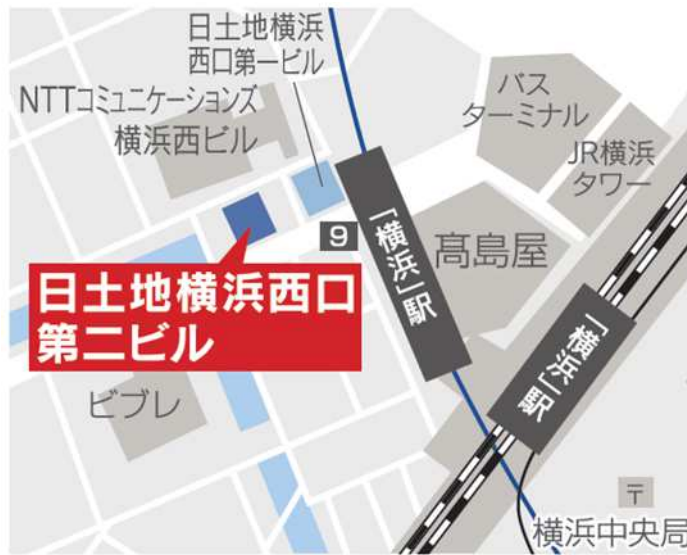 日土地横浜
西口第一ビル
NTTコミュニケーションズ
横浜西ビル
バス
ターミナル
JR横浜
タワー
9
「横浜」駅
髙島屋
日土地横浜西口
第二ビル
ビブレ
「横浜」駅
〒
横浜中央局